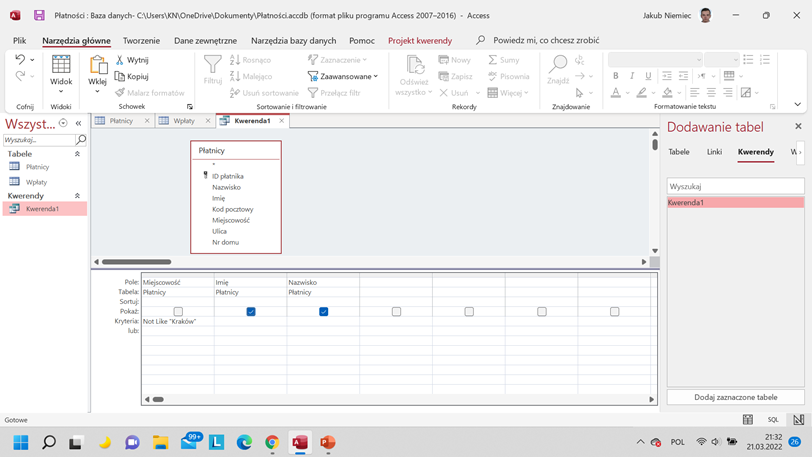 Płatności : Baza danych- C:\Users\KN\OneDrive\Dokumenty\Płatności.accdb (format pliku programu Access 2007–2016) - Access
Jakub Niemiec
Plik Narzędzia główne Tworzenie Dane zewnętrzne Narzędzia bazy danych Pomoc Projekt kwerendy Powiedz mi, co chcesz zrobić
Widok
Wklej
Wytnij
Kopiuj
Malarz formatów
Filtruj
Rosnąco
Malejąco
Usuń sortowanie
Zaznaczenie
Zaawansowane
Przełącz filtr
Odśwież
wszystko
Nowy
Zapisz
Usuń
Sumy
Pisownia
Więcej
Znajdź
B I U
A
Cofnij Widoki Schowek Sortowanie i filtrowanie Rekordy Znajdowanie Formatowanie tekstu
Wszyst...
Wyszukaj...
Tabele
Płatnicy
Wpłaty
Kwerendy
Kwerenda1
Płatnicy Wpłaty Kwerenda1
Płatnicy
*
ID płatnika
Nazwisko
Imię
Kod pocztowy
Miejscowość
Ulica
Nr domu
Pole: Miejscowość Imię Nazwisko
Tabela: Płatnicy Płatnicy Płatnicy
Sortuj:
Pokaż:
Kryteria: Not Like "Kraków"
lub:
Dodawanie tabel
Tabele Linki Kwerendy W
Wyszukaj
Kwerenda1
Dodaj zaznaczone tabele
Gotowe
SQL
99+
POL
21:32
21.03.2022
26